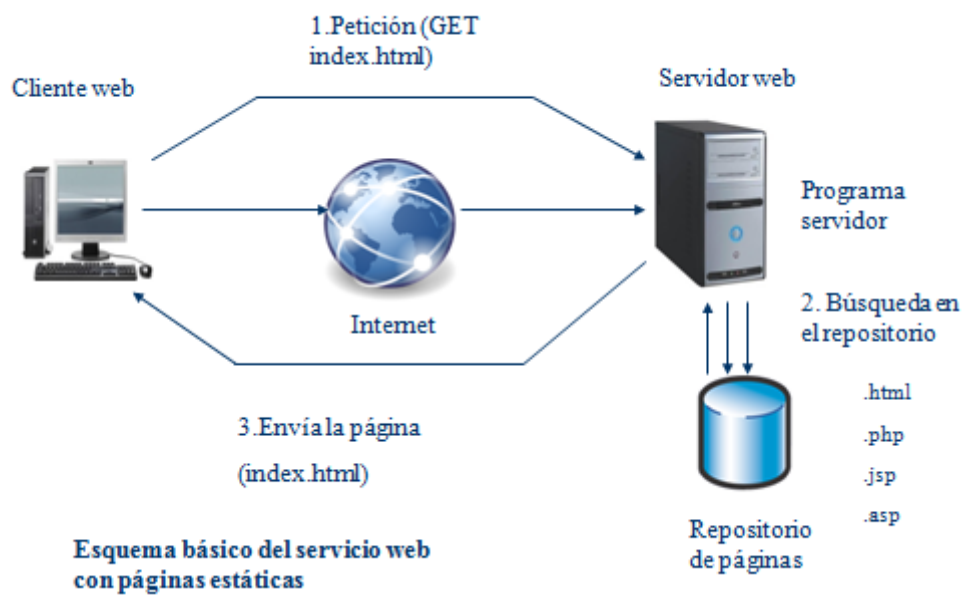 1.Petición (GET
index.html)
Cliente web
Servidor web
Programa
servidor
Internet
2. Búsqueda en
el repositorio
.html
.php
.jsp
.asp
3.Envía la página
(index.html)
Repositorio
de páginas
Esquema básico del servicio web
con páginas estáticas